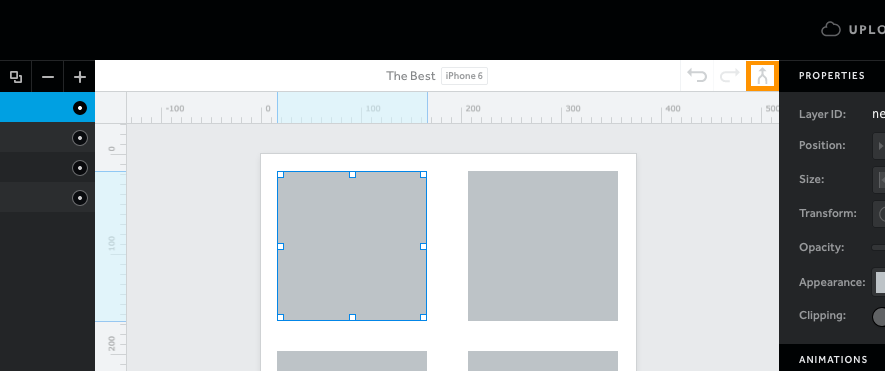 UPLO
The Best iPhone 6
PROPERTIES
-100 0 100 200 300 400 500
Layer ID: ne
Position:
0
Size:
Transform:
100
Opacity:
Appearance:
Clipping:
200
ANIMATIONS